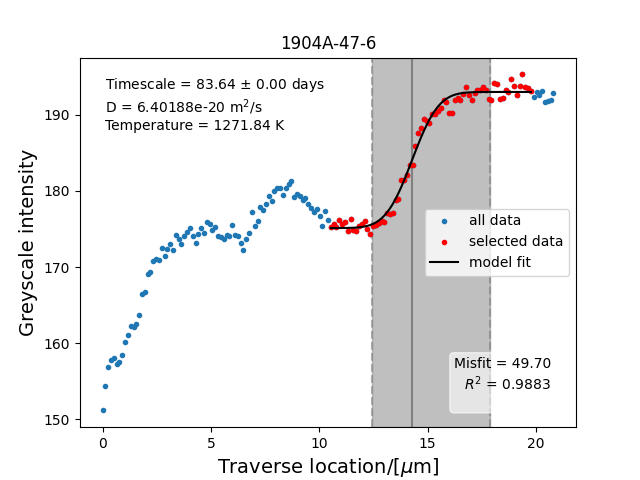 1904A-47-6
Timescale = 83.64 ± 0.00 days
D = 6.40188e-20 m²/s
Temperature = 1271.84 K
Greyscale intensity
190
180
170
160
150
all data
selected data
model fit
Misfit = 49.70
R² = 0.9883
0 5 10 15 20
Traverse location/[μm]